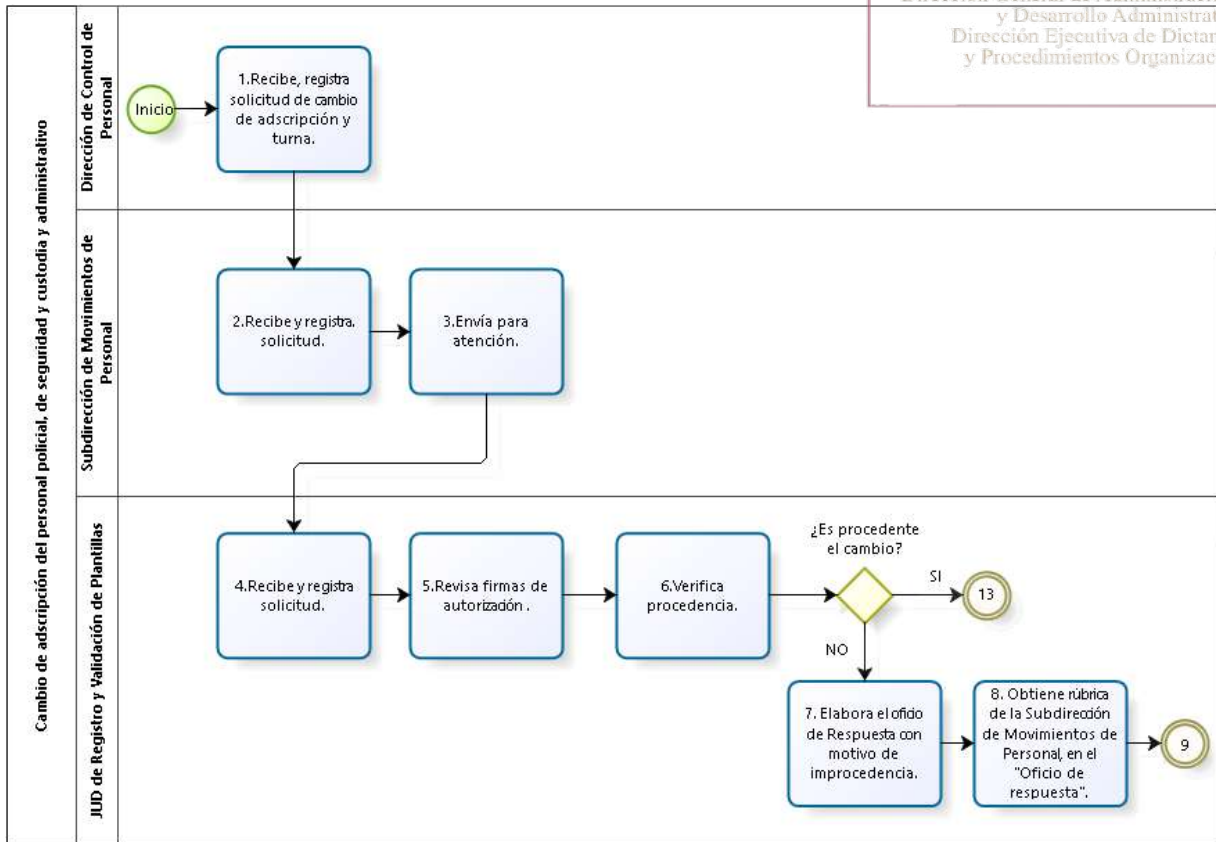 y Desarrollo Administrat
Dirección Ejecutiva de Dictan
y Procedimientos Organizac
Cambio de adscripción del personal policial, de seguridad y custodia y administrativo
Dirección de Control de
Personal
Inicio
1.Recibe, registra
solicitud de cambio
de adscripción y
turna.
Subdirección de Movimientos de
Personal
2.Recibe y registra.
solicitud.
3.Envía para
atención.
JUD de Registro y Validación de Plantillas
4.Recibe y registra
solicitud.
5.Revisa firmas de
autorización .
6.Verifica
procedencia.
¿Es procedente
el cambio?
SI
13
NO
7. Elabora el oficio
de Respuesta con
motivo de
improcedencia.
8. Obtiene rúbrica
de la Subdirección
de Movimientos de
Personal, en el
"Oficio de
respuesta".
9